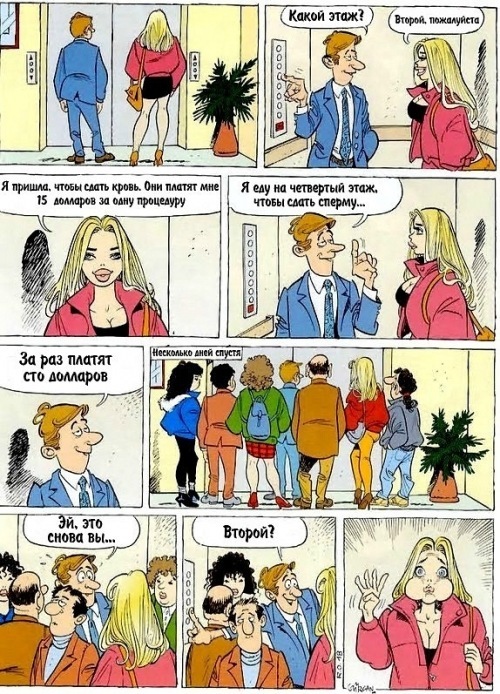 Какой этаж?
Второй, пожалуйста
Я пришла, чтобы сдать кровь. Они платят мне
15 долларов за одну процедуру
Я еду на четвертый этаж,
чтобы сдать сперму...
За раз платят
сто долларов
Несколько дней спустя
Эй, это
снова вы...
Второй?